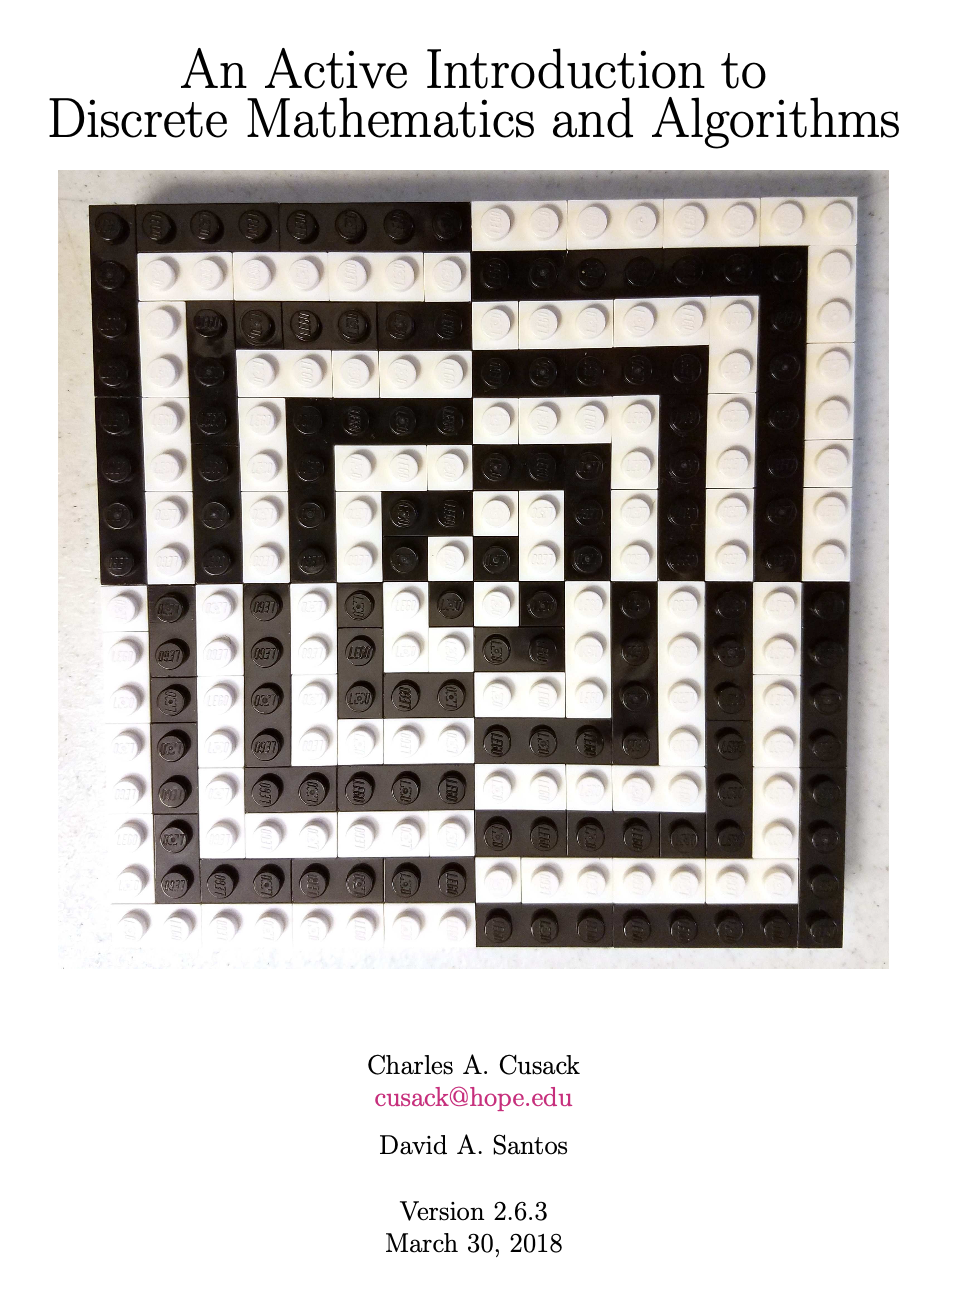 An Active Introduction to
Discrete Mathematics and Algorithms
Charles A. Cusack
cusack@hope.edu
David A. Santos
Version 2.6.3
March 30, 2018